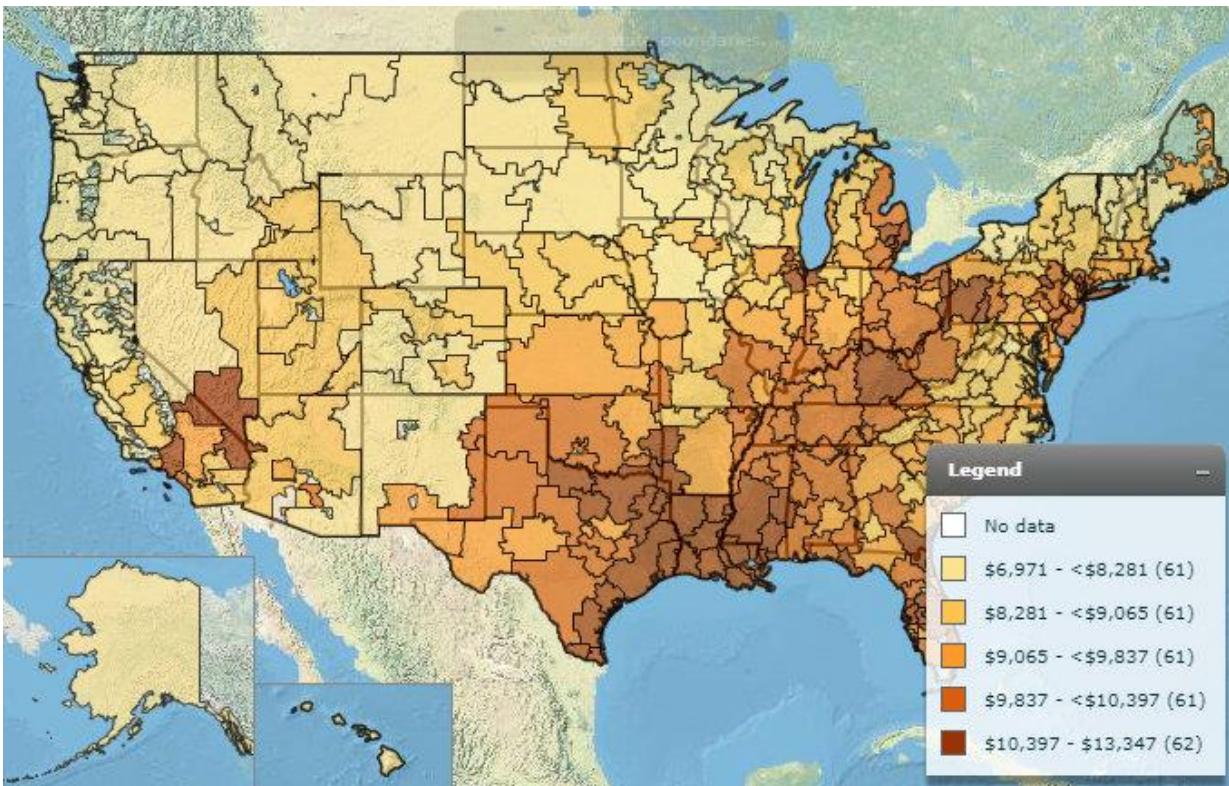 Legend
No data
$6,971 - <$8,281 (61)
$8,281 - <$9,065 (61)
$9,065 - <$9,837 (61)
$9,837 - <$10,397 (61)
$10,397 - $13,347 (62)